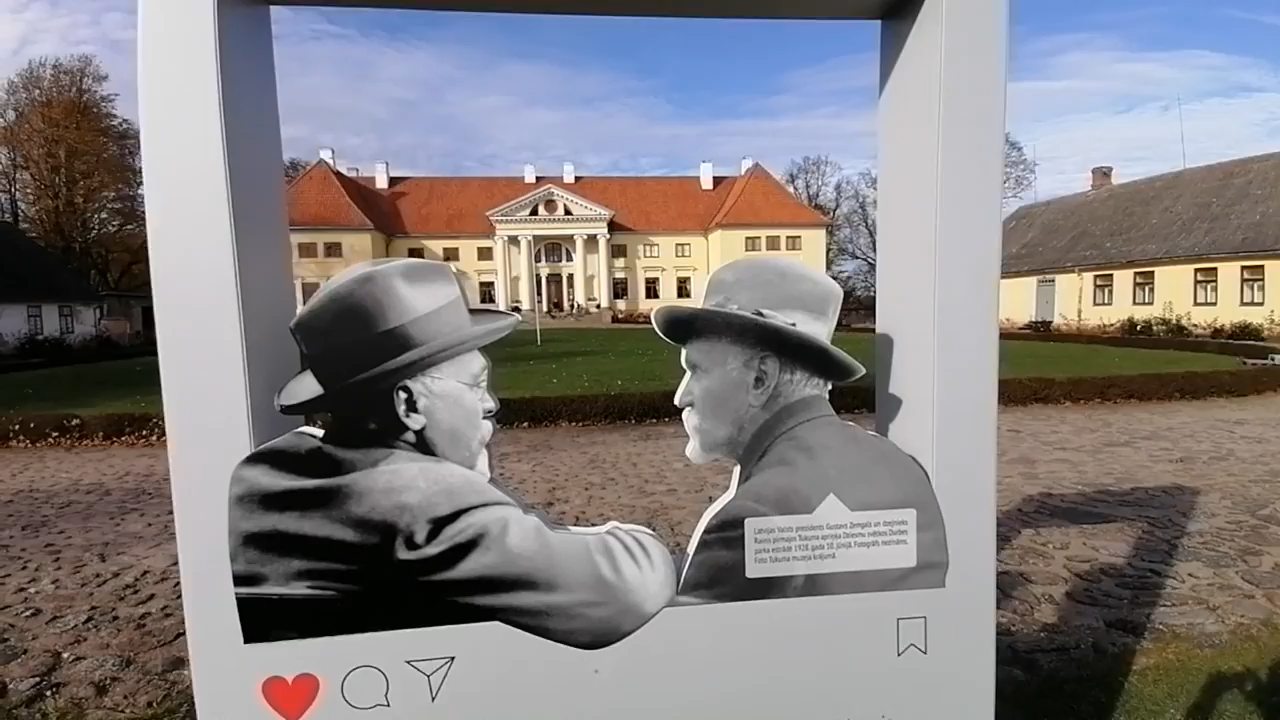 Latvijas Valsts prezidents Gustavs Zemgals un dzejnieks
Rainis pirmajos Tukuma apriņķa Dziesmu svētkos Durbes
parka estrādē 1928. gada 10. jūnijā. Fotogrāfs nezināms.
Foto Tukuma muzeja krājumā.